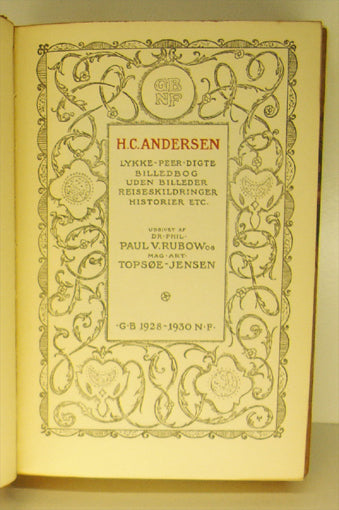 GB
NF
H.C. ANDERSEN
LYKKE-PEER-DIGTE
BILLEDBOG
UDEN BILLEDER
REISESKILDRINGER
HISTORIER ETC.
UDGIVET AF
DR·PHIL·
PAUL V. RUBOW OG
MAG·ART·
TOPSØE-JENSEN
·G·B 1928-1930 N·F·